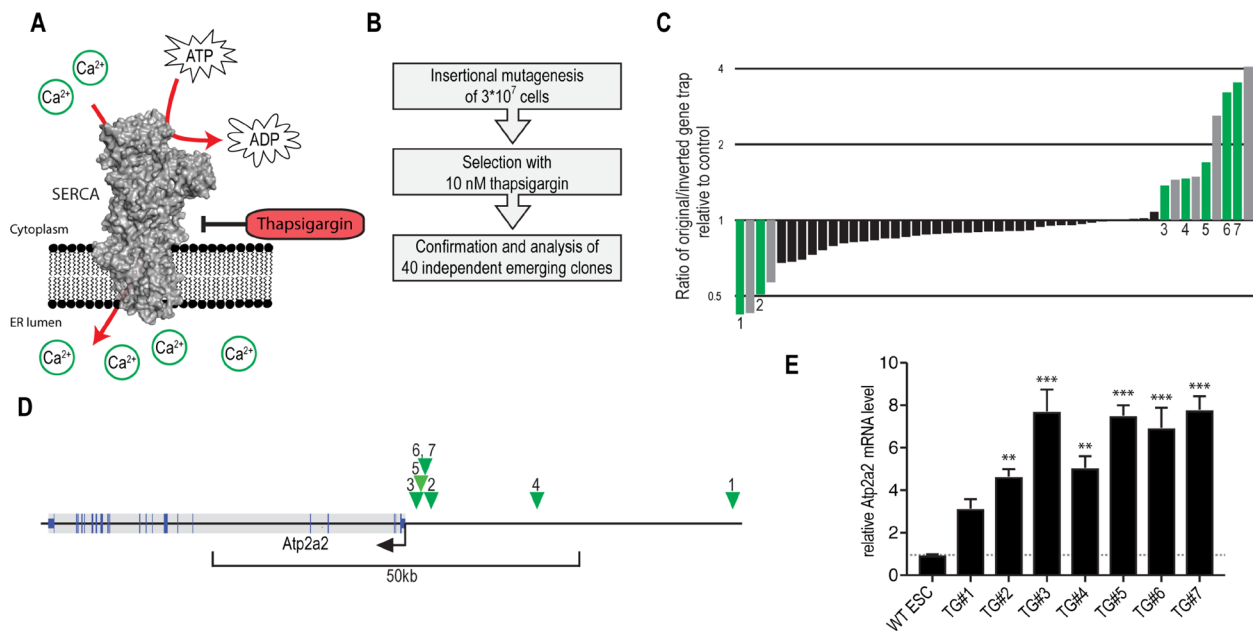 A
Ca²⁺
Ca²⁺
Ca²⁺
ATP
ADP
SERCA
Thapsigargin
Cytoplasm
ER lumen
Ca²⁺
Ca²⁺
Ca²⁺
Ca²⁺
B
Insertional mutagenesis
of 3*10⁷ cells
Selection with
10 nM thapsigargin
Confirmation and analysis of
40 independent emerging clones
C
Ratio of original/inverted gene trap
relative to control
4
2
1
0.5
1
2
3
4
5
6 7
D
6, 7
5
3 2
4
1
Atp2a2
50kb
E
relative Atp2a2 mRNA level
10
8
6
4
2
0
**
***
**
***
***
***
WT ESC
TG#1
TG#2
TG#3
TG#4
TG#5
TG#6
TG#7